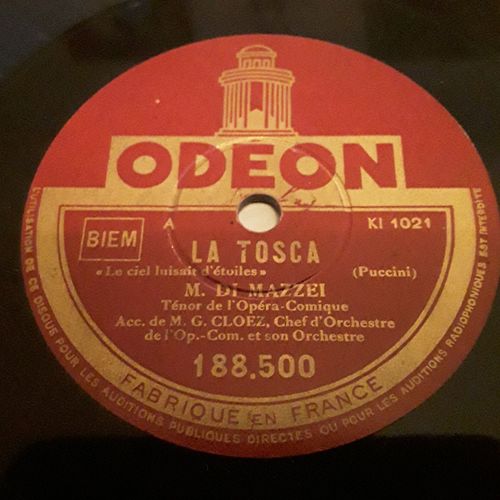 ODEON
BIEM
A
KI 1021
LA TOSCA
« Le ciel luisait d'étoiles »
(Puccini)
M. DI MAZZEI
Ténor de l'Opéra-Comique
Acc. de M. G. CLOEZ, Chef d'Orchestre
de l'Op.-Com. et son Orchestre
188.500
FABRIQUÉ EN FRANCE
L'UTILISATION DE CE DISQUE POUR LES AUDITIONS PUBLIQUES DIRECTES OU POUR LES AUDITIONS RADIOPHONIQUES EST INTERDITE